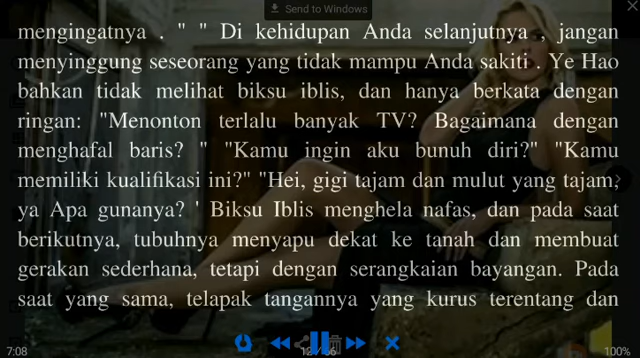 Send to Windows
mengingatnya . " " Di kehidupan Anda selanjutnya , jangan
menyinggung seseorang yang tidak mampu Anda sakiti . Ye Hao
bahkan tidak melihat biksu iblis, dan hanya berkata dengan
ringan: "Menonton terlalu banyak TV? Bagaimana dengan
menghafal baris? " "Kamu ingin aku bunuh diri?" "Kamu
memiliki kualifikasi ini?" "Hei, gigi tajam dan mulut yang tajam,
ya Apa gunanya? ' Biksu Iblis menghela nafas, dan pada saat
berikutnya, tubuhnya menyapu dekat ke tanah dan membuat
gerakan sederhana, tetapi dengan serangkaian bayangan. Pada
saat yang sama, telapak tangannya yang kurus terentang dan
7:08
100%